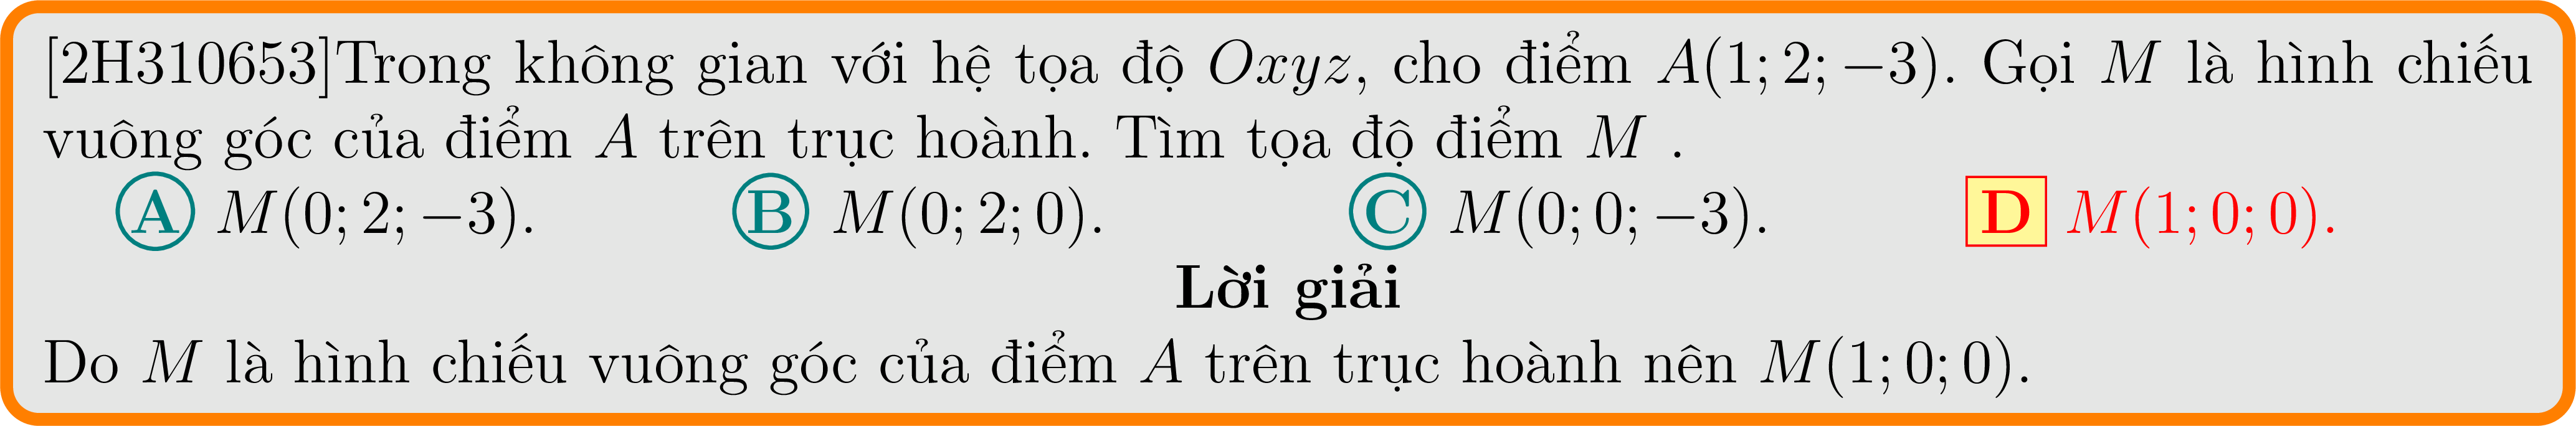 [2H310653]Trong không gian với hệ tọa độ Oxyz, cho điểm A(1; 2; −3). Gọi M là hình chiếu
vuông góc của điểm A trên trục hoành. Tìm tọa độ điểm M .
A M(0; 2; −3). B M(0; 2; 0). C M(0; 0; −3). D M(1; 0; 0).
Lời giải
Do M là hình chiếu vuông góc của điểm A trên trục hoành nên M(1; 0; 0).